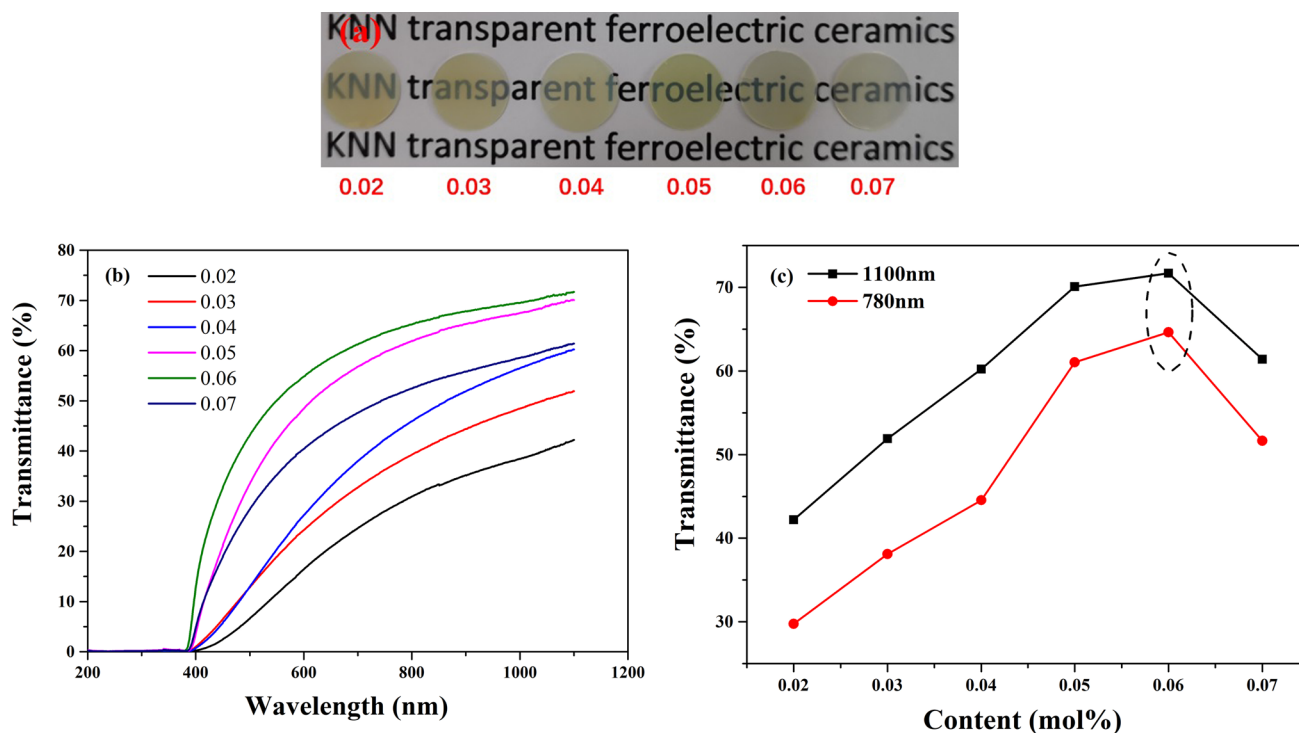 (a)
KNN transparent ferroelectric ceramics
KNN transparent ferroelectric ceramics
KNN transparent ferroelectric ceramics
0.02 0.03 0.04 0.05 0.06 0.07
(b)
0.02
0.03
0.04
0.05
0.06
0.07
80
70
60
50
40
30
20
10
0
200 400 600 800 1000 1200
Transmittance (%)
Wavelength (nm)
(c)
1100nm
780nm
70
60
50
40
30
0.02 0.03 0.04 0.05 0.06 0.07
Transmittance (%)
Content (mol%)